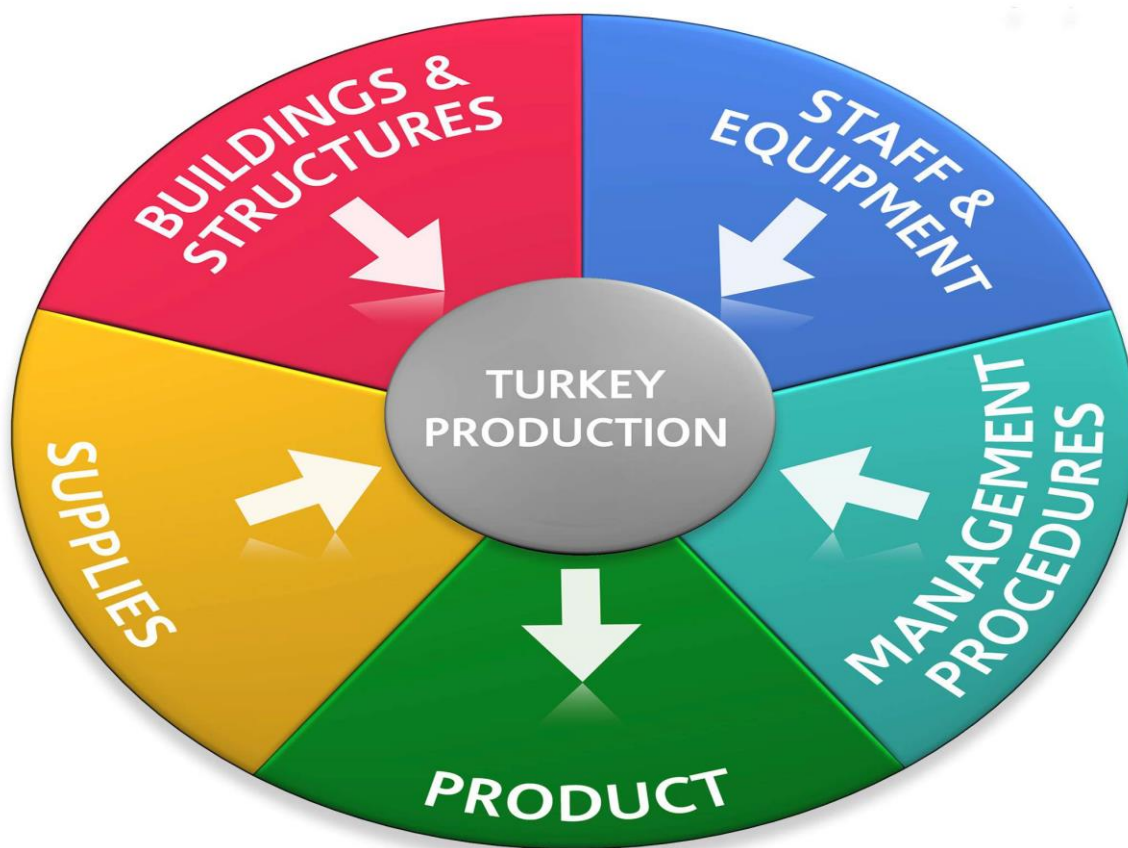 BUILDINGS &
STRUCTURES
STAFF &
EQUIPMENT
TURKEY
PRODUCTION
SUPPLIES
MANAGEMENT
PROCEDURES
PRODUCT